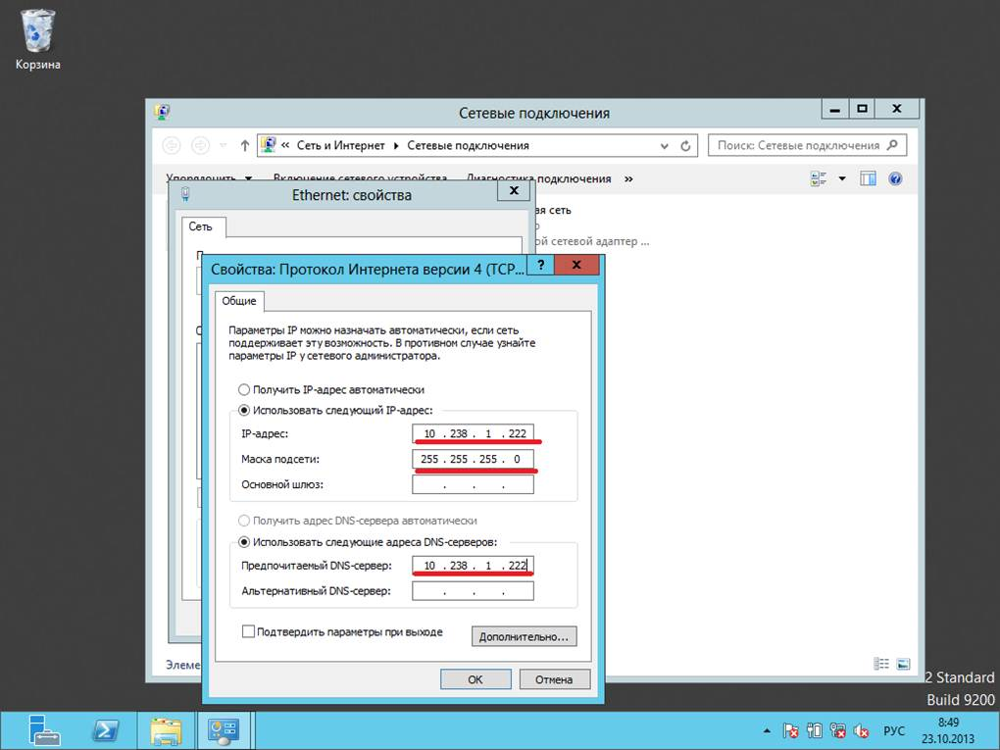 Корзина
Сетевые подключения
« Сеть и Интернет Сетевые подключения
Поиск: Сетевые подключения
Упорядочить Включение сетевого устройства Диагностика подключения »
Ethernet: свойства
ая сеть
Сеть
ой сетевой адаптер ...
Свойства: Протокол Интернета версии 4 (TCP...
Общие
Параметры IP можно назначать автоматически, если сеть
поддерживает эту возможность. В противном случае узнайте
параметры IP у сетевого администратора.
Получить IP-адрес автоматически
Использовать следующий IP-адрес:
IP-адрес: 10 . 238 . 1 . 222
Маска подсети: 255 . 255 . 255 . 0
Основной шлюз: . . .
Получить адрес DNS-сервера автоматически
Использовать следующие адреса DNS-серверов:
Предпочитаемый DNS-сервер: 10 . 238 . 1 . 222
Альтернативный DNS-сервер: . . .
Подтвердить параметры при выходе
Дополнительно...
Элеме
OK Отмена
2 Standard
Build 9200
РУС
8:49
23.10.2013